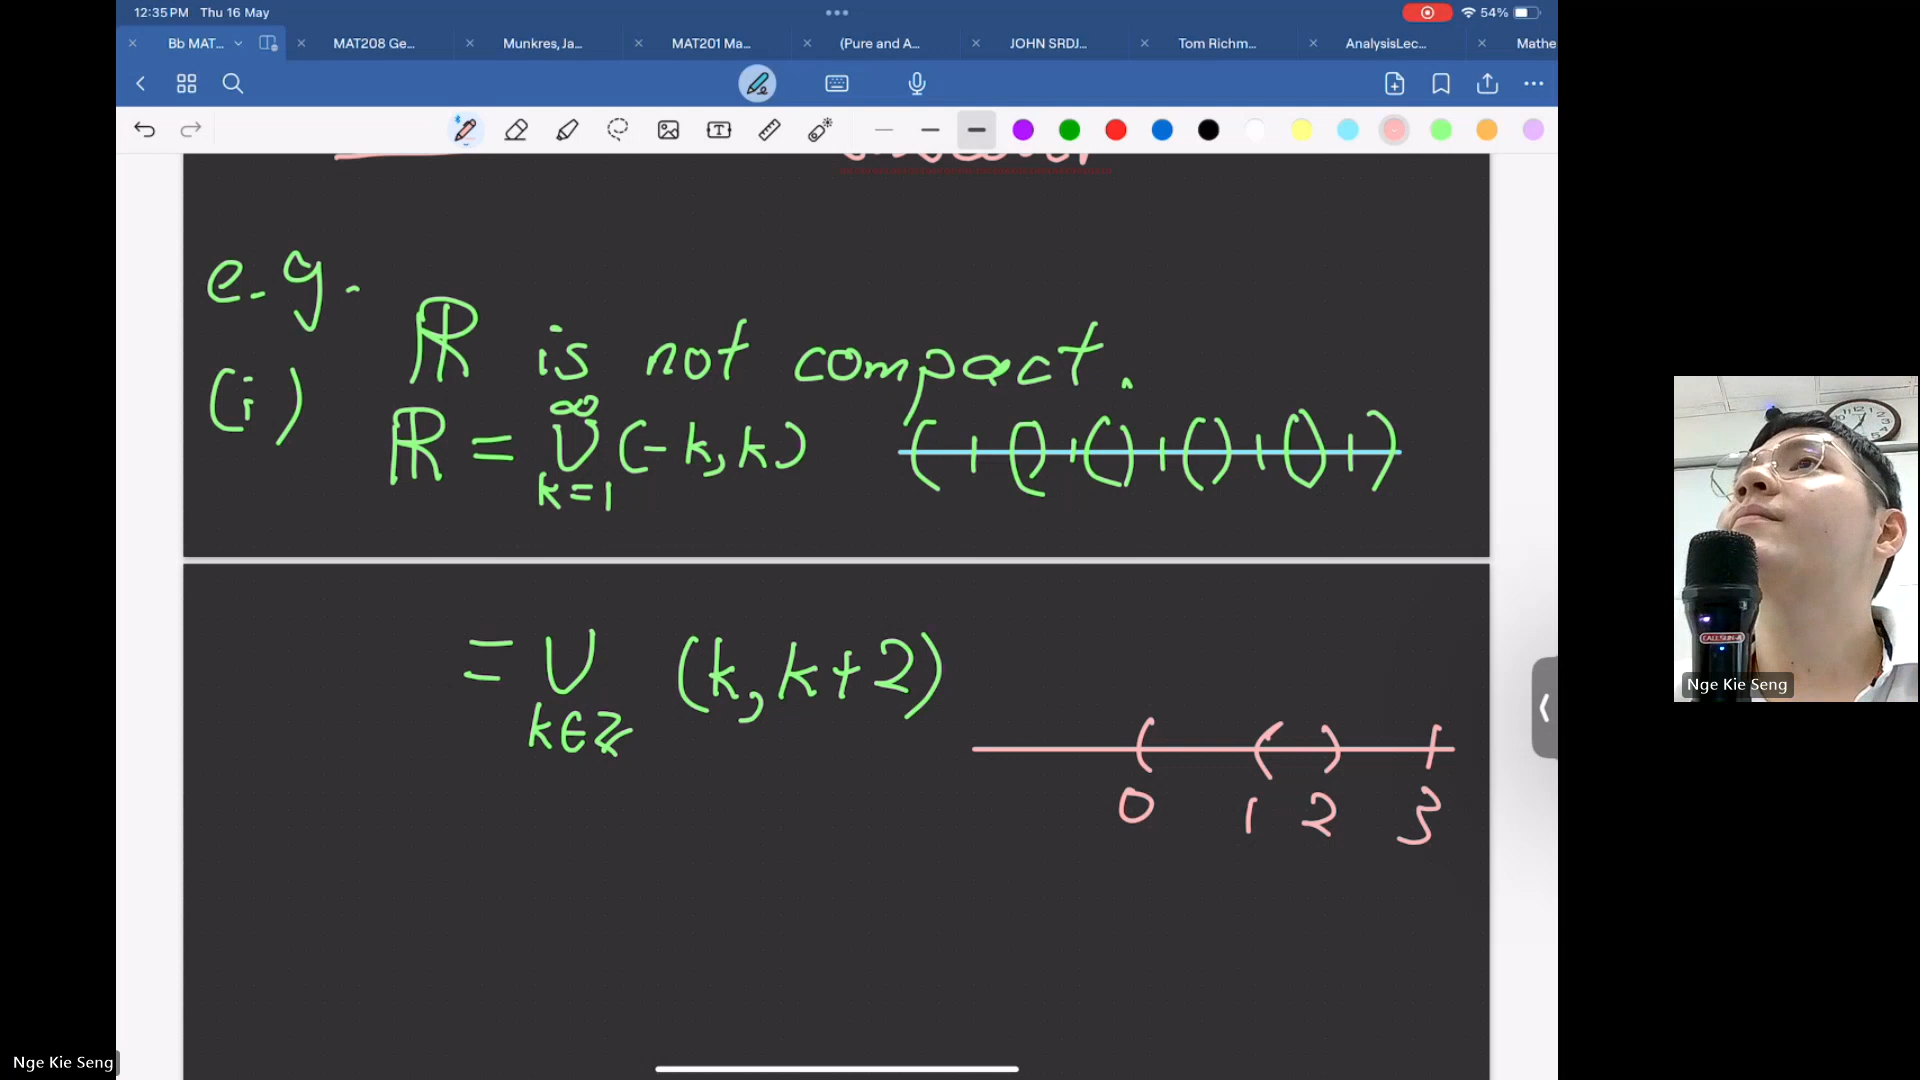 12:35 PM Thu 16 May
54%
Bb MAT...
MAT208 Ge...
Munkres, Ja...
MAT201 Ma...
(Pure and A...
JOHN SRDJ...
Tom Richm...
AnalysisLec...
Mathe
e.g.
(i) ℝ is not compact.
ℝ = ∞ ∪ k=1 (-k, k)
= ∪ k∈ℤ (k, k+2)
0 1 2 3
Nge Kie Seng
Nge Kie Seng